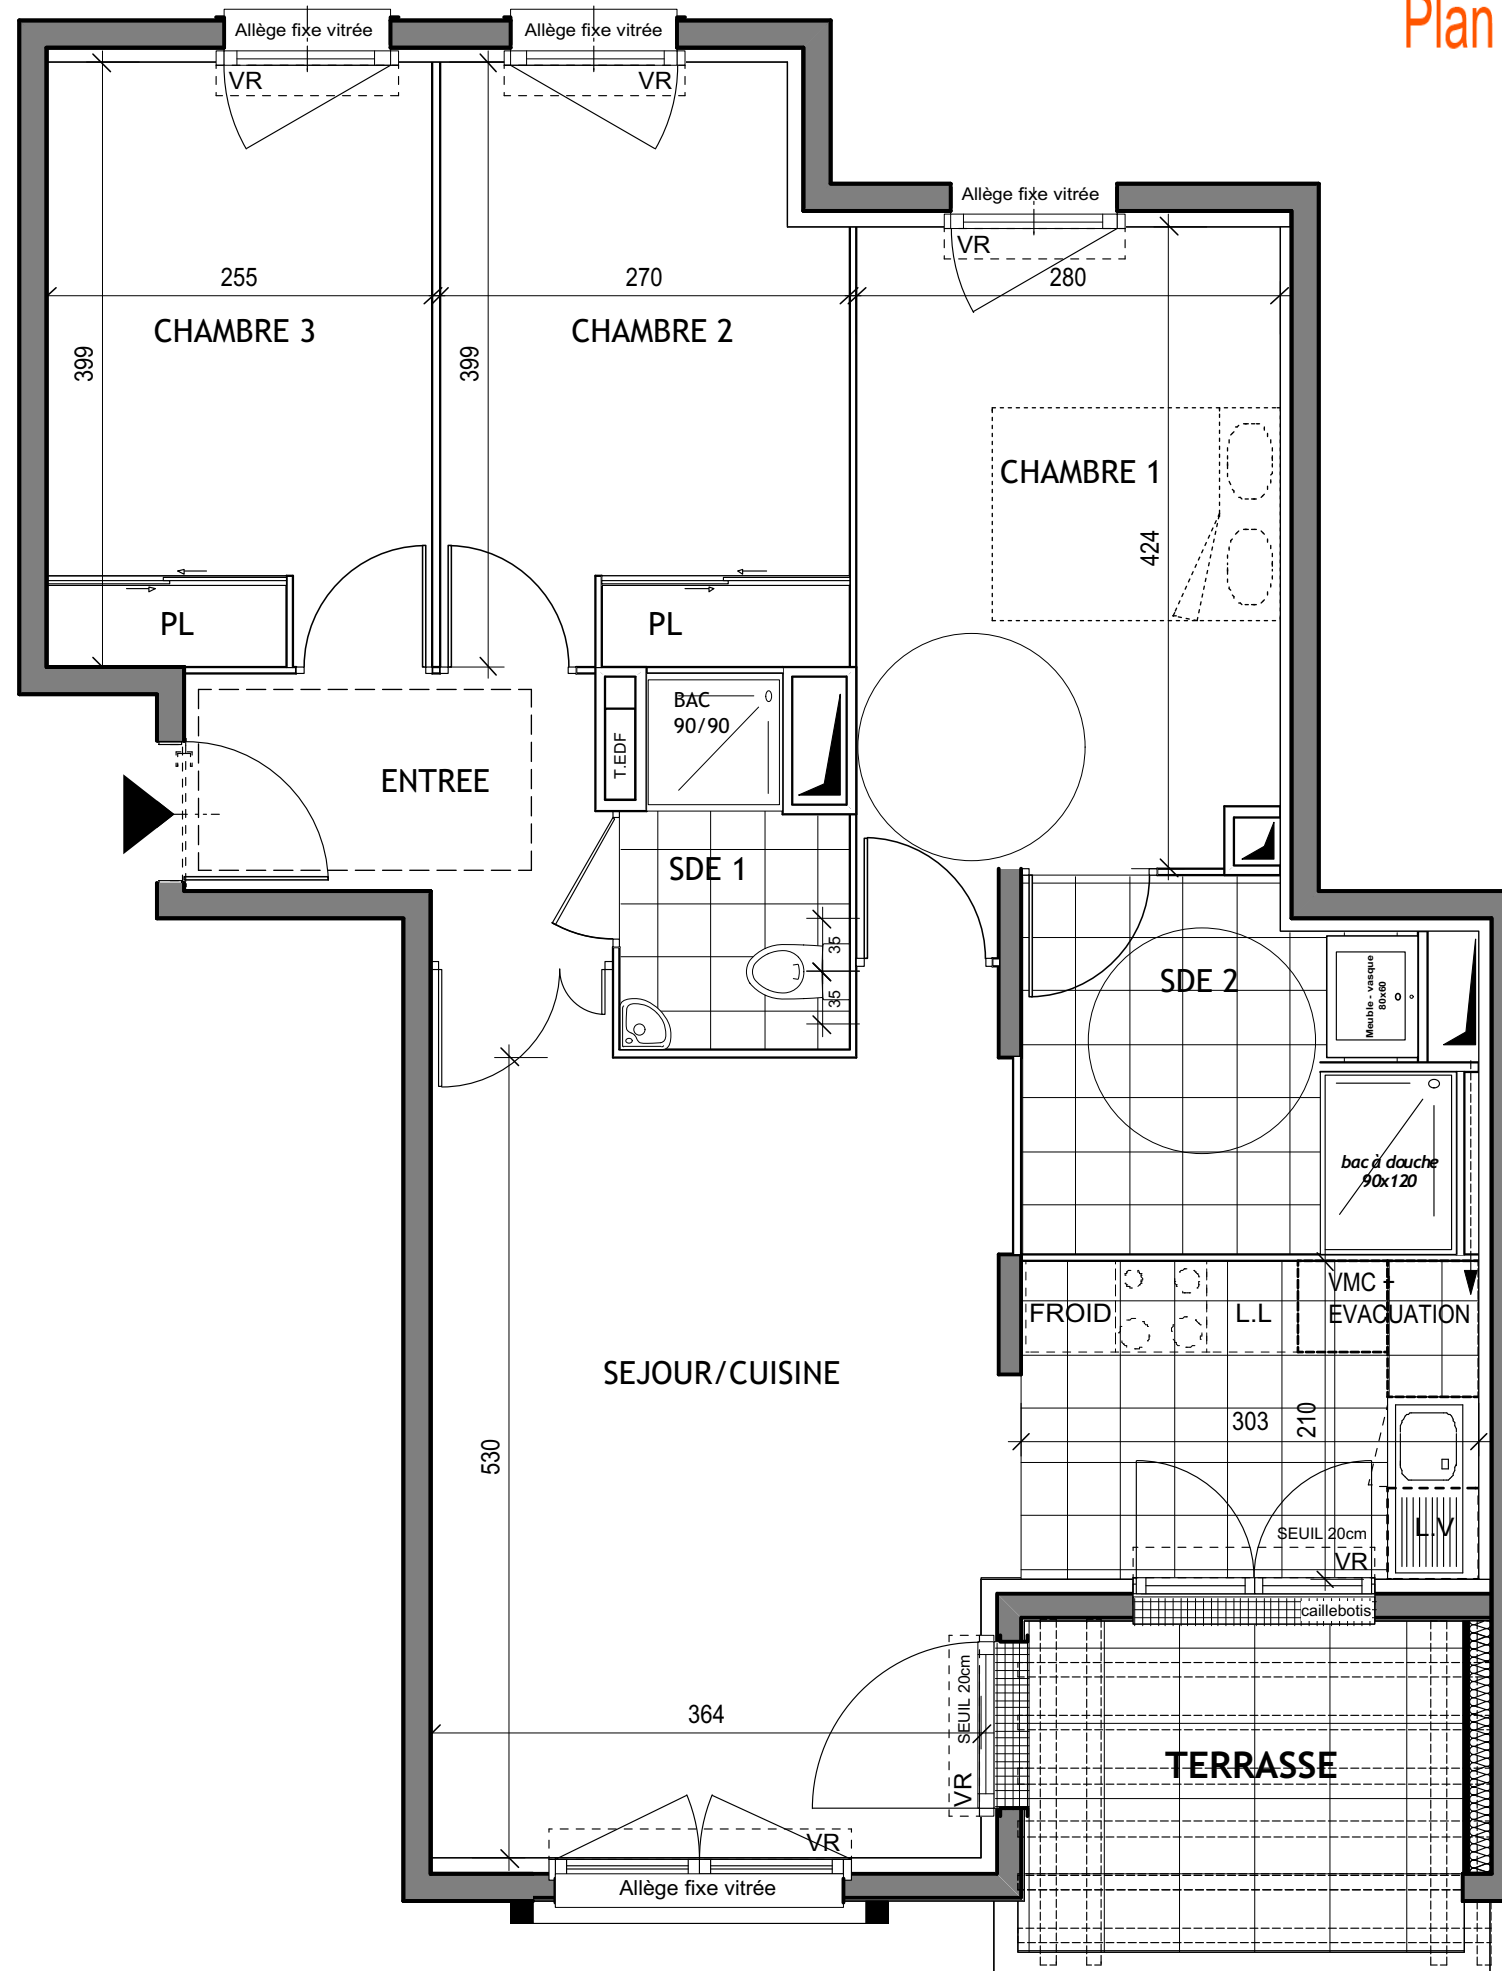 Plan
Allège fixe vitrée
Allège fixe vitrée
VR
VR
Allège fixe vitrée
VR
255
270
280
CHAMBRE 3
CHAMBRE 2
399
399
CHAMBRE 1
424
PL
PL
BAC
90/90
T.EDF
ENTREE
SDE 1
35
35
SDE 2
Meuble - vasque
80x60
bac à douche
90x120
VMC +
EVACUATION
FROID
L.L
SEJOUR/CUISINE
303
210
530
SEUIL 20cm
L.V
VR
caillebotis
SEUIL 20cm
364
TERRASSE
VR
VR
Allège fixe vitrée